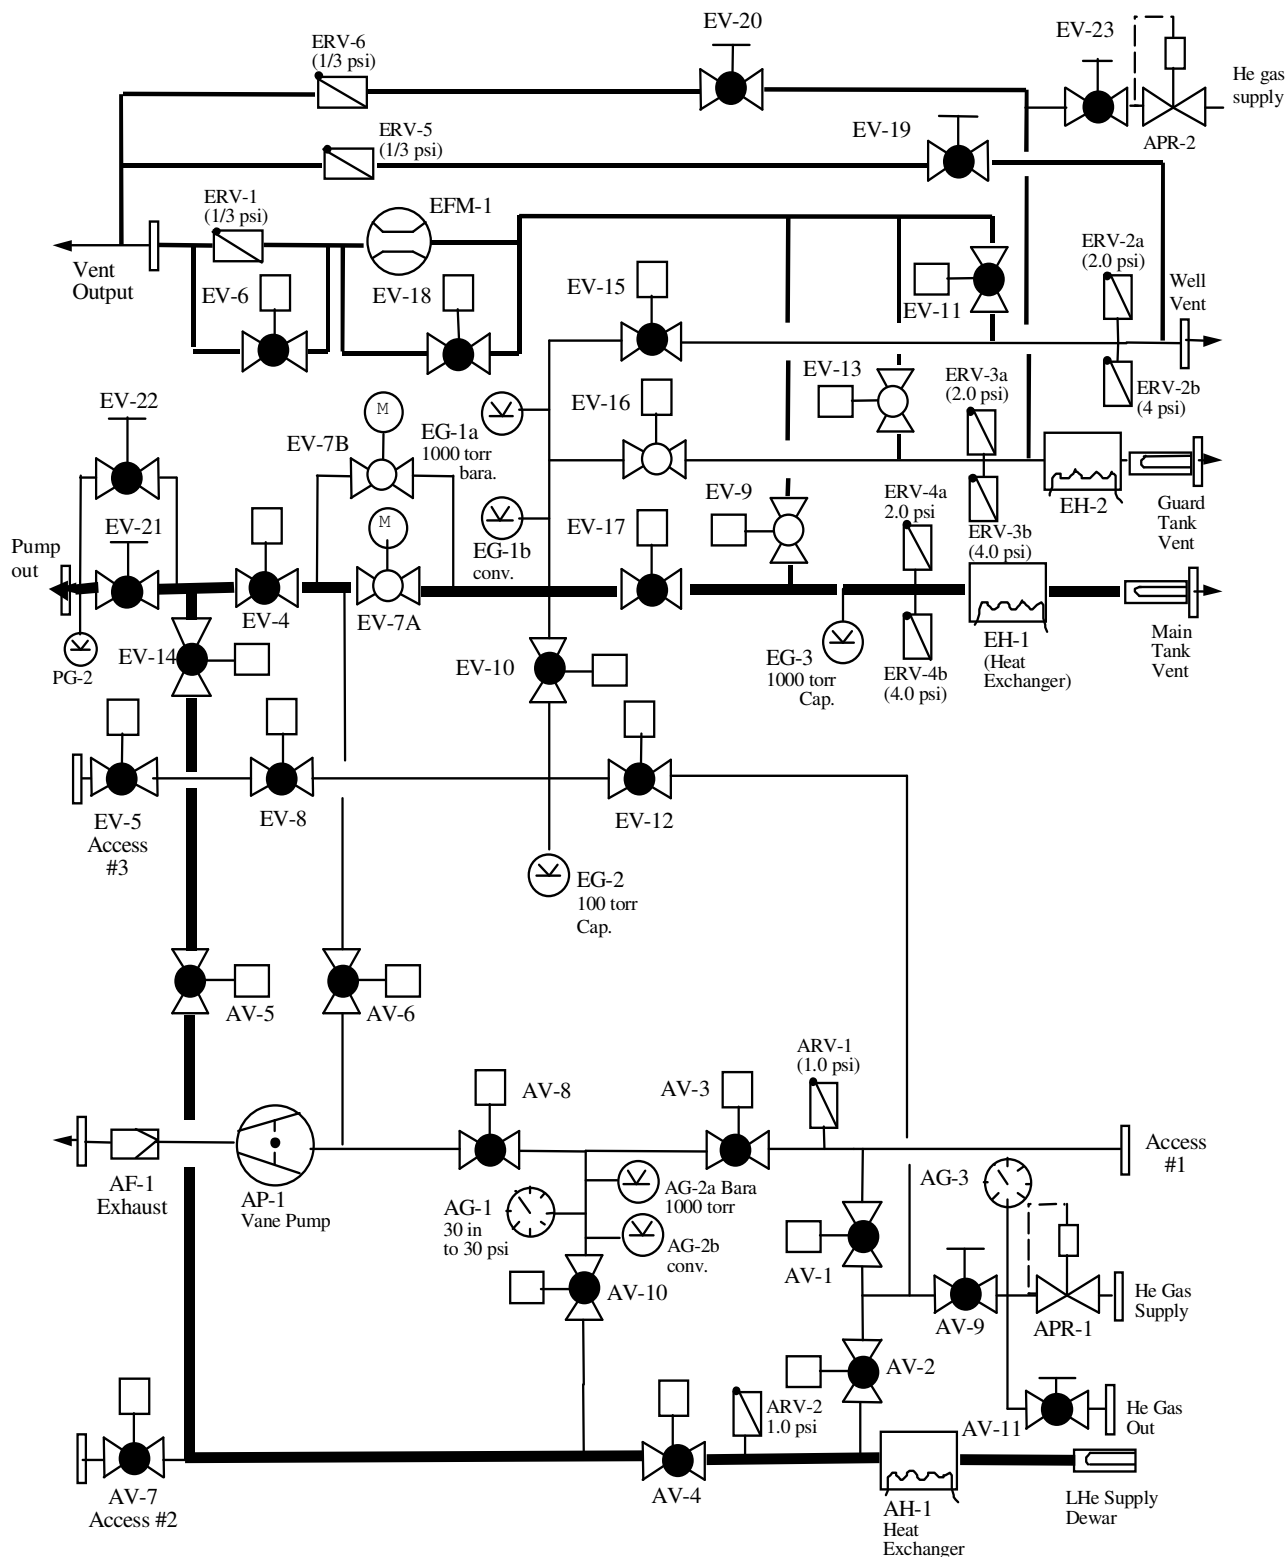 EV-20
EV-23
ERV-6
(1/3 psi)
He gas
supply
APR-2
ERV-5
(1/3 psi)
EV-19
ERV-1
(1/3 psi)
EFM-1
Vent
Output
EV-6
EV-18
EV-15
EV-11
ERV-2a
(2.0 psi)
Well
Vent
EV-22
EV-7B
M
EG-1a
1000 torr
bara.
EV-16
EV-13
ERV-3a
(2.0 psi)
ERV-2b
(4 psi)
EV-21
M
EG-1b
conv.
EV-17
EV-9
ERV-4a
2.0 psi
ERV-3b
(4.0 psi)
EH-2
Guard
Tank
Vent
Pump
out
EV-4
EV-7A
PG-2
EV-14
EV-10
EG-3
1000 torr
Cap.
ERV-4b
(4.0 psi)
EH-1
(Heat
Exchanger)
Main
Tank
Vent
EV-5
Access
#3
EV-8
EV-12
EG-2
100 torr
Cap.
AV-5
AV-6
ARV-1
(1.0 psi)
AV-8
AV-3
Access
#1
AF-1
Exhaust
AP-1
Vane Pump
AG-1
30 in
to 30 psi
AG-2a Bara
1000 torr
AG-2b
conv.
AG-3
AV-1
AV-10
AV-9
APR-1
He Gas
Supply
AV-2
ARV-2
1.0 psi
AV-11
He Gas
Out
AV-7
Access #2
AV-4
AH-1
Heat
Exchanger
LHe Supply
Dewar